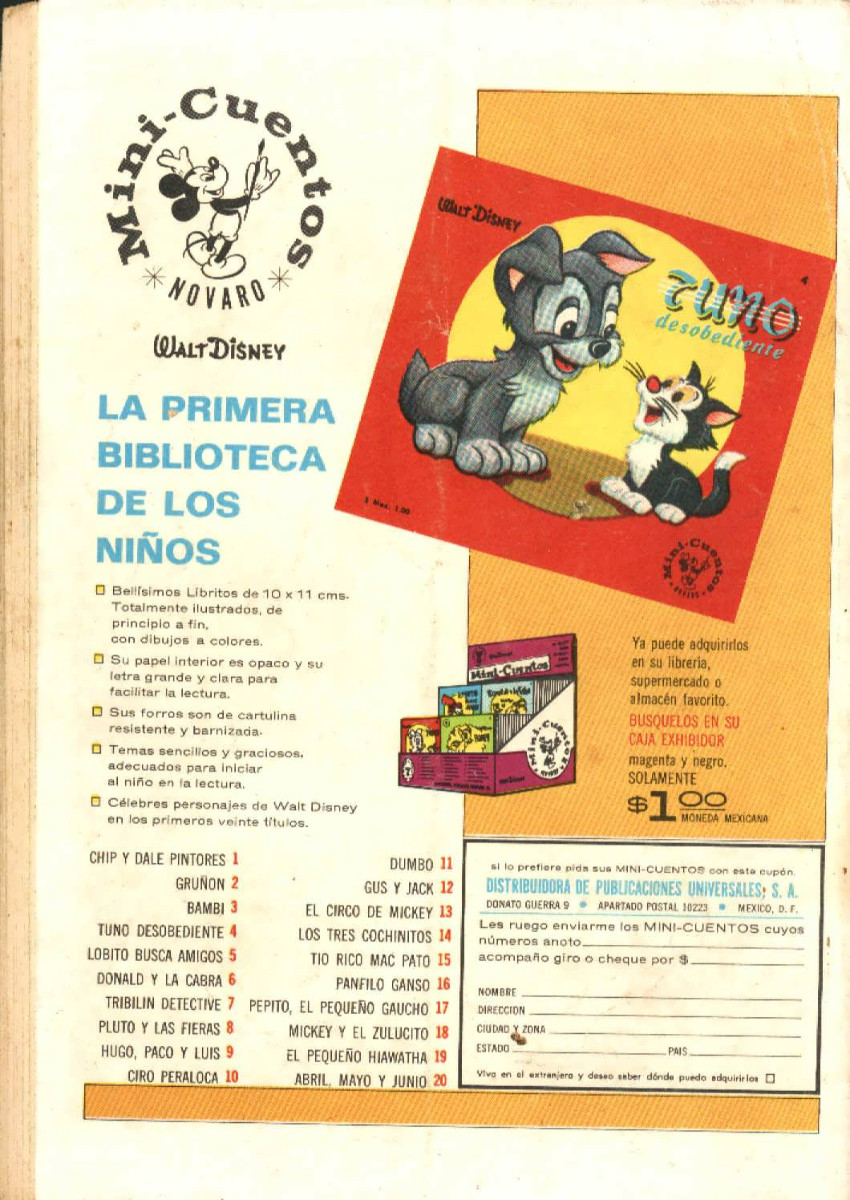 Mini-Cuentos
NOVARO
WALT DISNEY
LA PRIMERA
BIBLIOTECA
DE LOS
NIÑOS
Bellísimos Libritos de 10 x 11 cms.
Totalmente ilustrados, de
principio a fin,
con dibujos a colores.
Su papel interior es opaco y su
letra grande y clara para
facilitar la lectura.
Sus forros son de cartulina
resistente y barnizada.
Temas sencillos y graciosos,
adecuados para iniciar
al niño en la lectura.
Célebres personajes de Walt Disney
en los primeros veinte títulos.
WALT DISNEY
4
TUNO
desobediente
$ Mex. 1.00
Mini-Cuentos
NOVARO
Mini-Cuentos
Mini-Cuentos
NOVARO
Ya puede adquirirlos
en su librería,
supermercado o
almacén favorito.
BUSQUELOS EN SU
CAJA EXHIBIDOR
magenta y negro.
SOLAMENTE
$1.00
MONEDA MEXICANA
CHIP Y DALE PINTORES 1
GRUÑON 2
BAMBI 3
TUNO DESOBEDIENTE 4
LOBITO BUSCA AMIGOS 5
DONALD Y LA CABRA 6
TRIBILIN DETECTIVE 7
PLUTO Y LAS FIERAS 8
HUGO, PACO Y LUIS 9
CIRO PERALOCA 10
DUMBO 11
GUS Y JACK 12
EL CIRCO DE MICKEY 13
LOS TRES COCHINITOS 14
TIO RICO MAC PATO 15
PANFILO GANSO 16
PEPITO, EL PEQUEÑO GAUCHO 17
MICKEY Y EL ZULUCITO 18
EL PEQUEÑO HIAWATHA 19
ABRIL, MAYO Y JUNIO 20
si lo prefiere pida sus MINI-CUENTOS con este cupón.
DISTRIBUIDORA DE PUBLICACIONES UNIVERSALES, S. A.
DONATO GUERRA 9 • APARTADO POSTAL 10223 • MEXICO, D. F.
Les ruego enviarme los MINI-CUENTOS cuyos
números anoto
acompaño giro o cheque por $
NOMBRE
DIRECCION
CIUDAD Y ZONA
ESTADO PAIS
Vivo en el extranjero y deseo saber dónde puedo adquirirlos